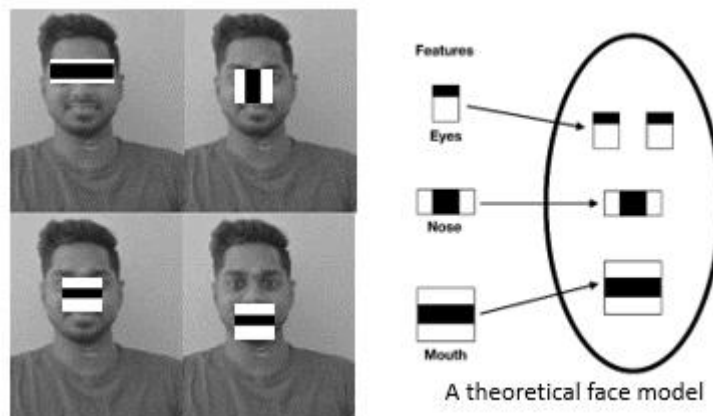 Features
Eyes
Nose
Mouth
A theoretical face model